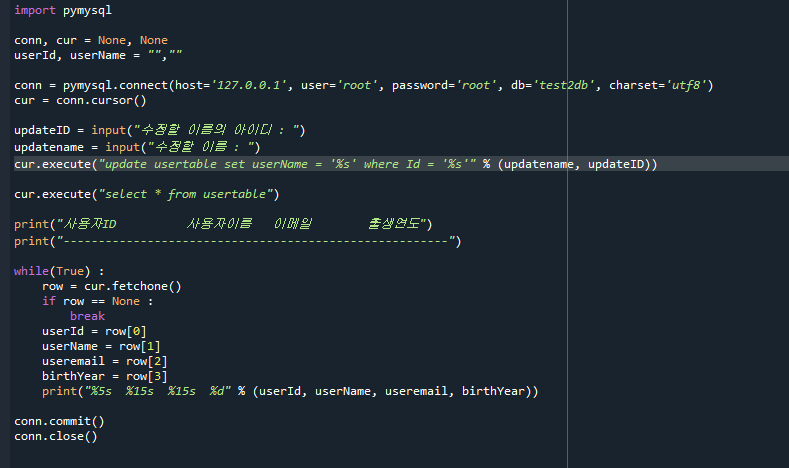 import pymysql
conn, cur = None, None
userId, userName = "",""
conn = pymysql.connect(host='127.0.0.1', user='root', password='root', db='test2db', charset='utf8')
cur = conn.cursor()
updateID = input("수정할 이름의 아이디 : ")
updatename = input("수정할 이름 : ")
cur.execute("update usertable set userName = '%s' where Id = '%s'" % (updatename, updateID))
cur.execute("select * from usertable")
print("사용자ID          사용자이름   이메일        출생연도")
print("-------------------------------------------------------")
while(True) :
    row = cur.fetchone()
    if row == None :
        break
    userId = row[0]
    userName = row[1]
    useremail = row[2]
    birthYear = row[3]
    print("%5s  %15s  %15s  %d" % (userId, userName, useremail, birthYear))
conn.commit()
conn.close()